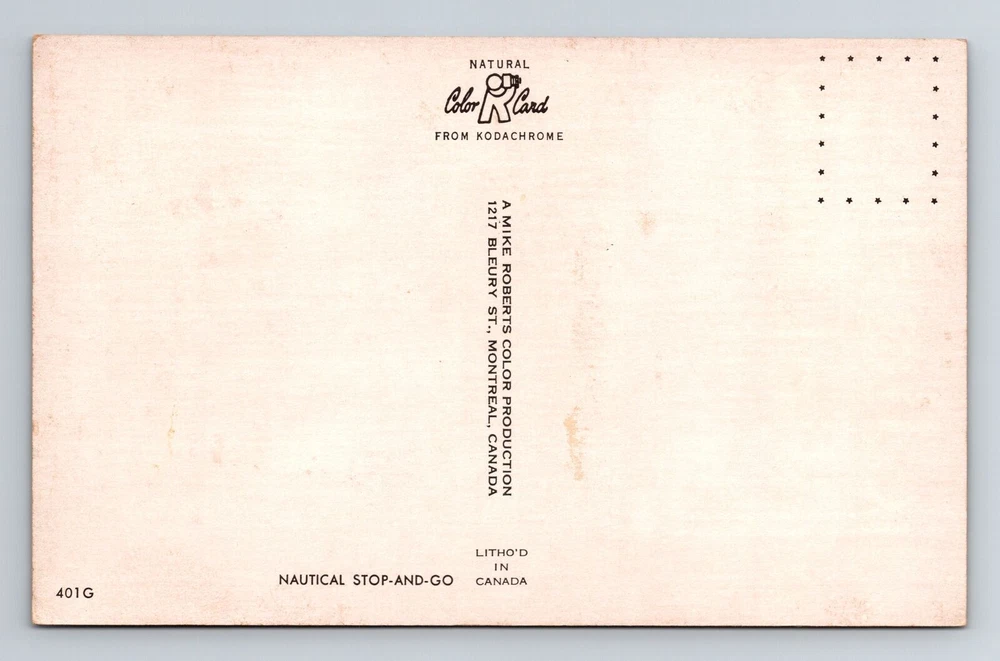 NATURAL
Color Card
FROM KODACHROME
A MIKE ROBERTS COLOR PRODUCTION
1217 BLEURY ST., MONTREAL, CANADA
LITHO'D
IN
CANADA
NAUTICAL STOP-AND-GO
401G